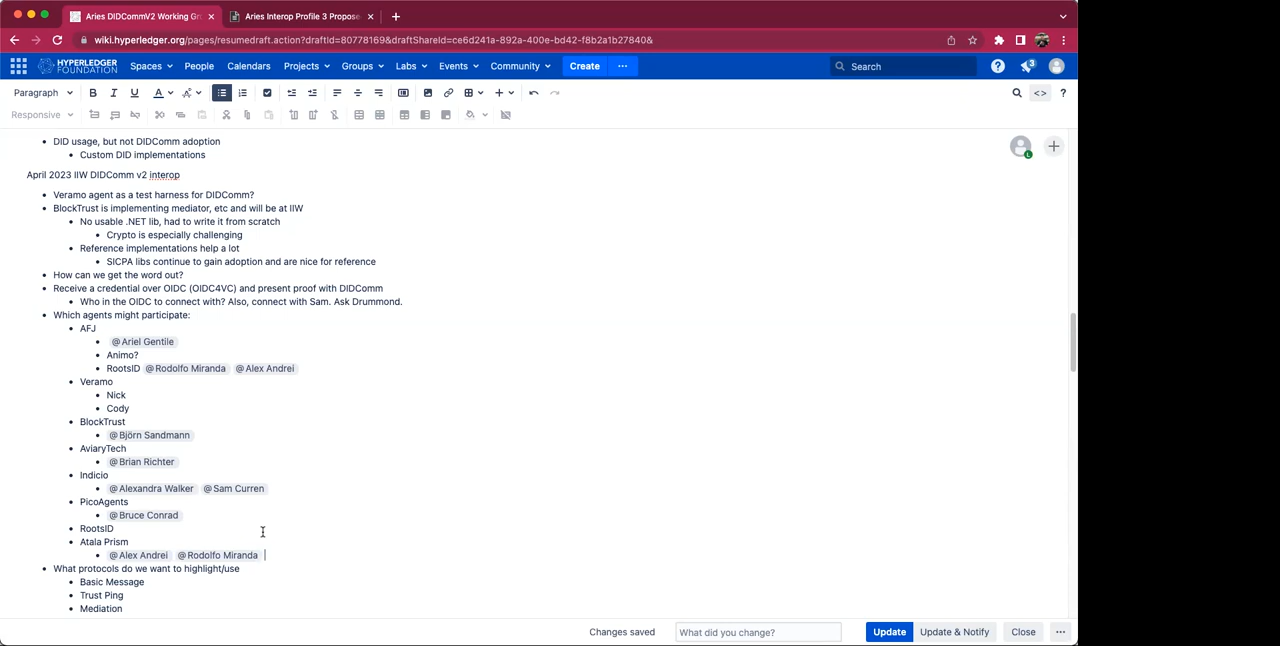 Aries DIDCommV2 Working Gr
Aries Interop Profile 3 Propose
wiki.hyperledger.org/pages/resumedraft.action?draftId=80778169&draftShareId=ce6d241a-892a-400e-bd42-f8b2a1b27840&
HYPERLEDGER FOUNDATION Spaces People Calendars Projects Groups Labs Events Community Create ... Search 3
Paragraph B I U A
Responsive
DID usage, but not DIDComm adoption
Custom DID implementations
April 2023 IIW DIDComm v2 interop
Veramo agent as a test harness for DIDComm?
BlockTrust is implementing mediator, etc and will be at IIW
No usable .NET lib, had to write it from scratch
Crypto is especially challenging
Reference implementations help a lot
SICPA libs continue to gain adoption and are nice for reference
How can we get the word out?
Receive a credential over OIDC (OIDC4VC) and present proof with DIDComm
Who in the OIDC to connect with? Also, connect with Sam. Ask Drummond.
Which agents might participate:
AFJ
@Ariel Gentile
Animo?
RootsID @Rodolfo Miranda @Alex Andrei
Veramo
Nick
Cody
BlockTrust
@Björn Sandmann
AviaryTech
@Brian Richter
Indicio
@Alexandra Walker @Sam Curren
PicoAgents
@Bruce Conrad
RootsID
Atala Prism
@Alex Andrei @Rodolfo Miranda
What protocols do we want to highlight/use
Basic Message
Trust Ping
Mediation
Changes saved What did you change? Update Update & Notify Close ...